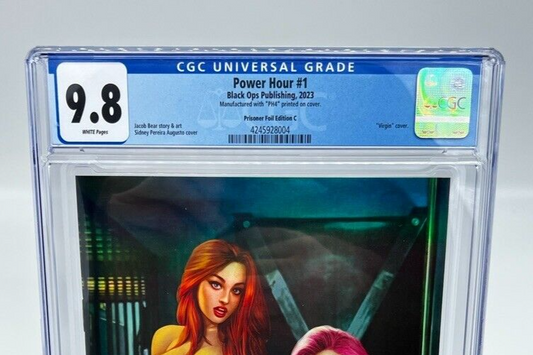 CGC UNIVERSAL GRADE
9.8
WHITE Pages
Power Hour #1
Black Ops Publishing, 2023
Manufactured with "PH4" printed on cover.
Prisoner Foil Edition C
4245928004
Jacob Bear story & art
Sidney Pereira Augusto cover
"Virgio" cover.
CGC